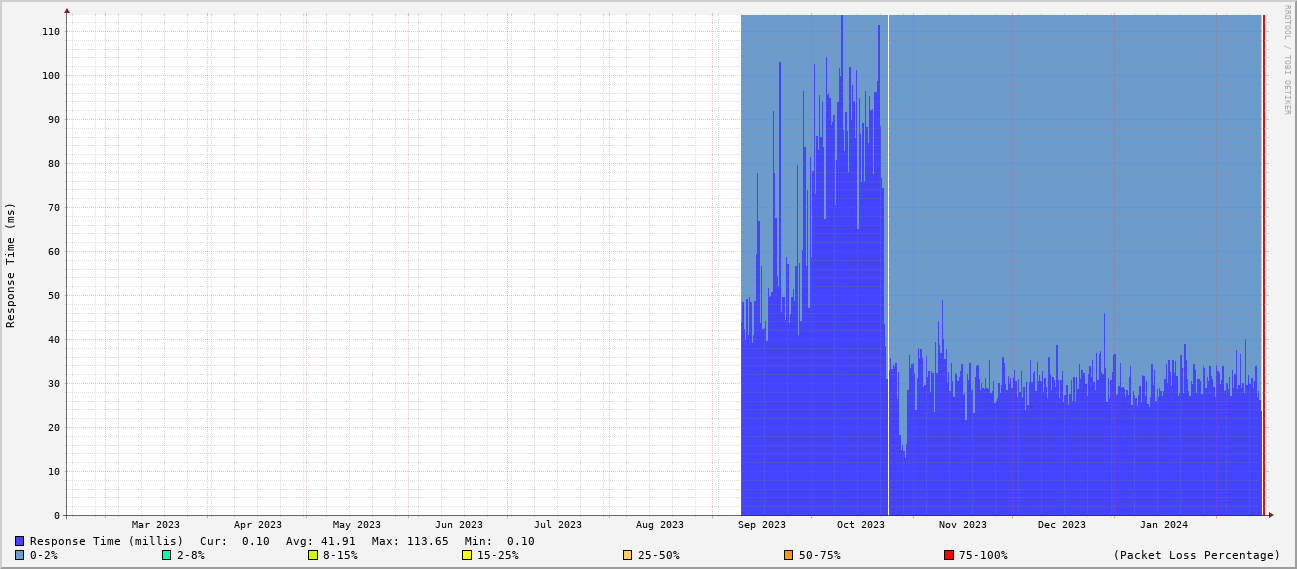 RRDTOOL / TOBI OETIKER
Response Time (ms)
110
100
90
80
70
60
50
40
30
20
10
0
Mar 2023 Apr 2023 May 2023 Jun 2023 Jul 2023 Aug 2023 Sep 2023 Oct 2023 Nov 2023 Dec 2023 Jan 2024
Response Time (millis) Cur: 0.10 Avg: 41.91 Max: 113.65 Min: 0.10
0-2% 2-8% 8-15% 15-25% 25-50% 50-75% 75-100% (Packet Loss Percentage)